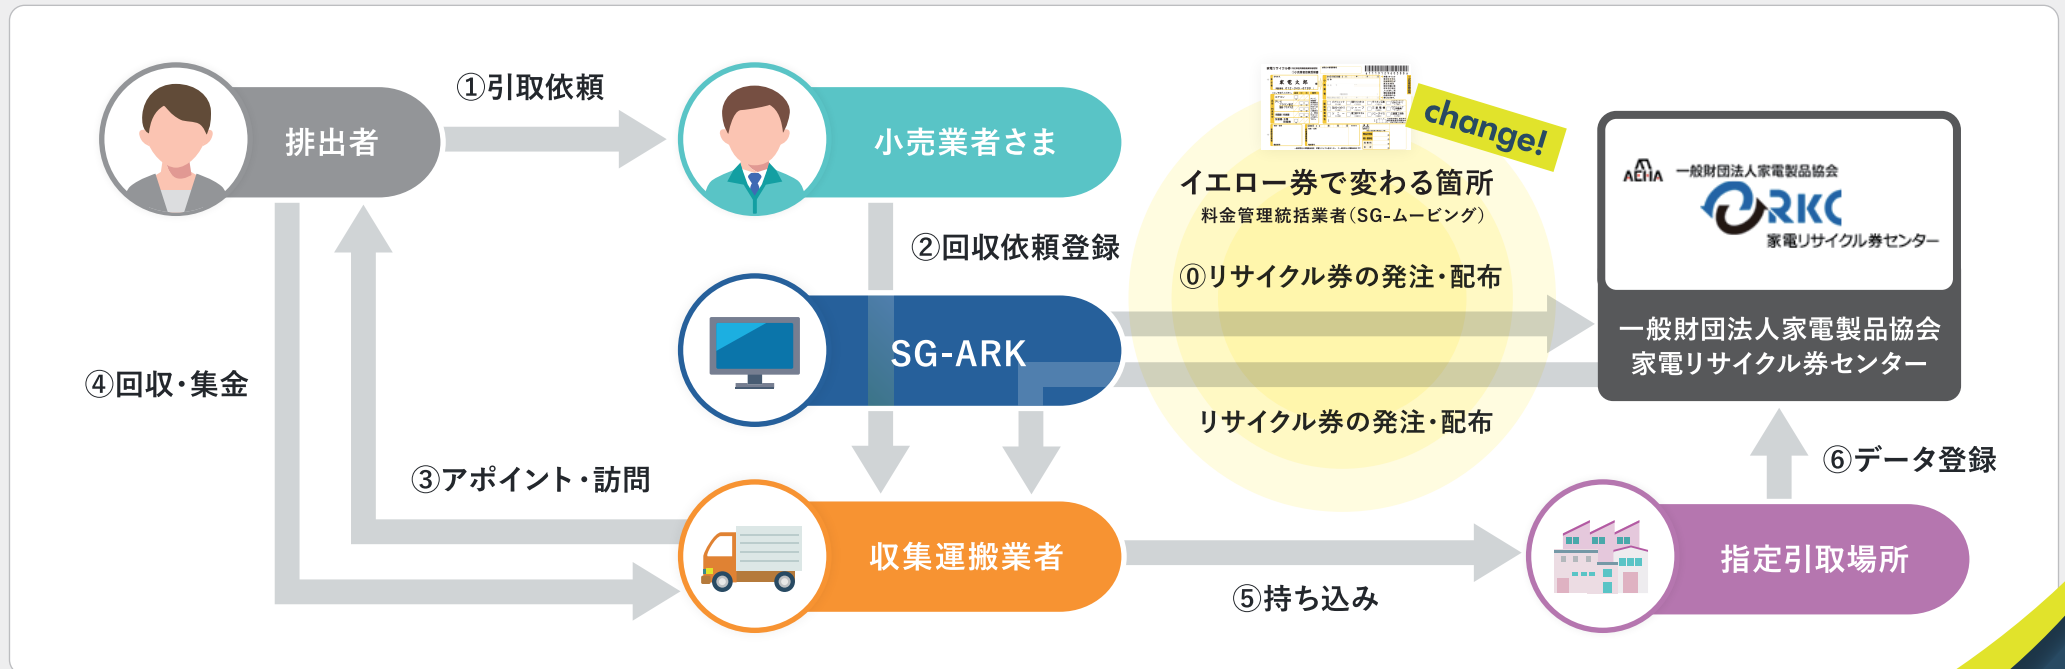 ①引取依頼
排出者
小売業者さま
change!
イエロー券で変わる箇所
料金管理統括業者(SG-ムービング)
AEHA 一般財団法人家電製品協会
RKC
家電リサイクル券センター
②回収依頼登録
⓪リサイクル券の発注・配布
SG-ARK
一般財団法人家電製品協会
家電リサイクル券センター
④回収・集金
リサイクル券の発注・配布
③アポイント・訪問
⑥データ登録
収集運搬業者
指定引取場所
⑤持ち込み